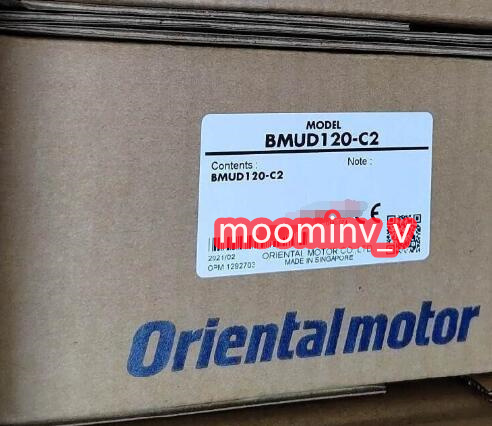 MODEL
BMUD120-C2
Contents :
Note :
BMUD120-C2
CE
moominv_v
2021/02
ORIENTAL MOTOR CO., LTD.
OPM 1292703
MADE IN SINGAPORE
Orientalmotor